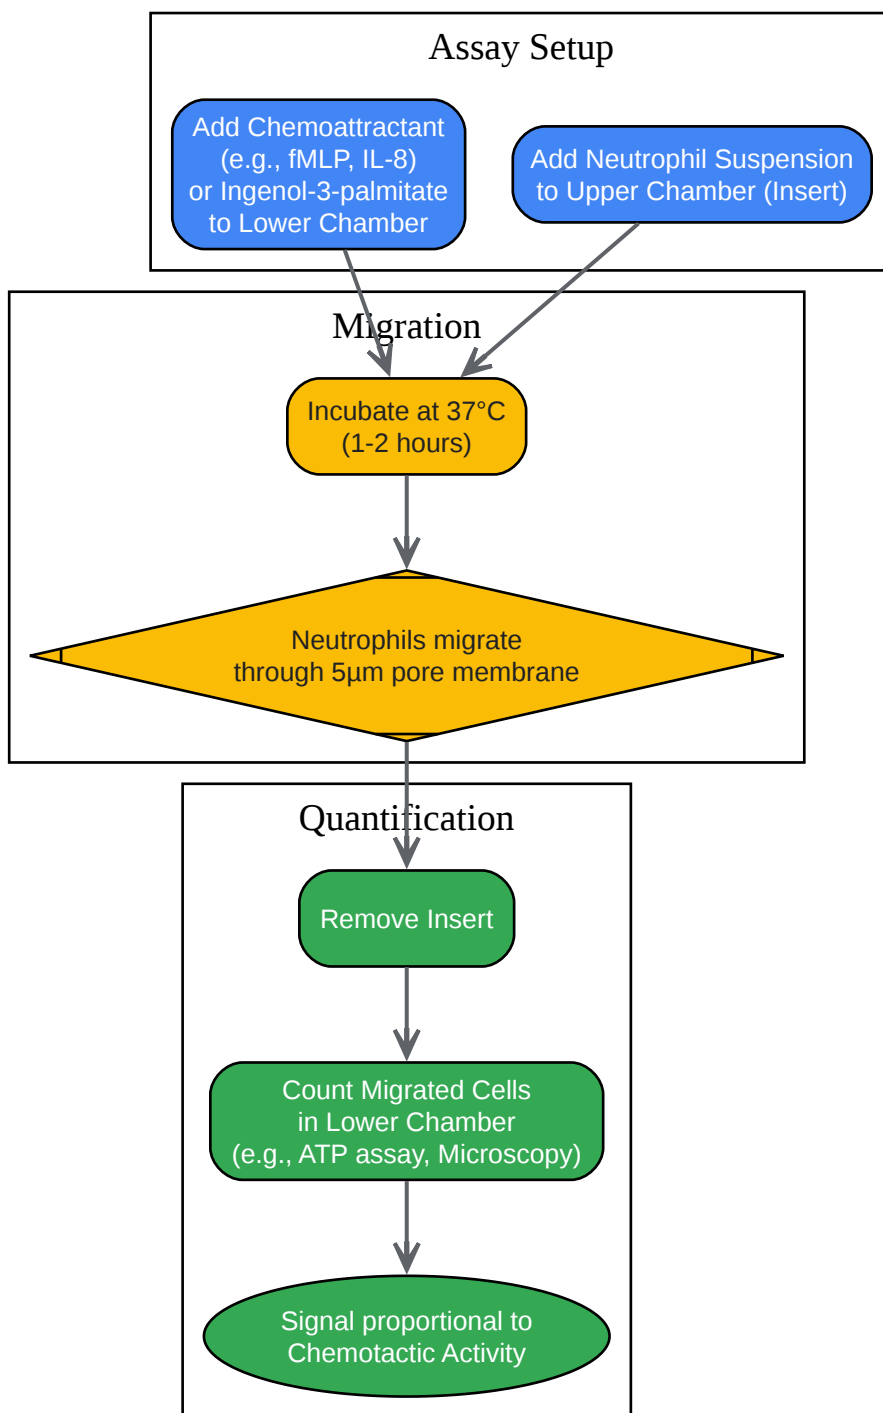 Assay Setup
Add Chemoattractant
(e.g., fMLP, IL-8)
or Ingenol-3-palmitate
to Lower Chamber
Add Neutrophil Suspension
to Upper Chamber (Insert)
Migration
Incubate at 37°C
(1-2 hours)
Neutrophils migrate
through 5µm pore membrane
Quantification
Remove Insert
Count Migrated Cells
in Lower Chamber
(e.g., ATP assay, Microscopy)
Signal proportional to
Chemotactic Activity